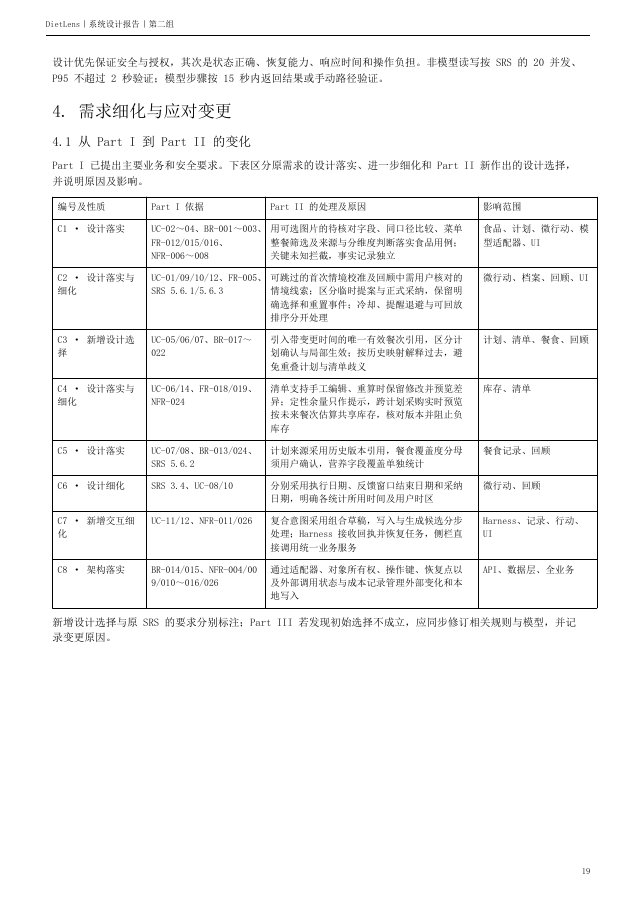 DietLens｜系统设计报告｜第二组
设计优先保证安全与授权，其次是状态正确、恢复能力、响应时间和操作负担。非模型读写按 SRS 的 20 并发、
P95 不超过 2 秒验证；模型步骤按 15 秒内返回结果或手动路径验证。
4. 需求细化与应对变更
4.1 从 Part I 到 Part II 的变化
Part I 已提出主要业务和安全要求。下表区分原需求的设计落实、进一步细化和 Part II 新作出的设计选择，
并说明原因及影响。
编号及性质 Part I 依据 Part II 的处理及原因 影响范围
C1 • 设计落实
UC-02～04、BR-001～003、
FR-012/015/016、
NFR-006～008
用可选图片的待核对字段、同口径比较、菜单
整餐筛选及来源与分维度判断落实食品用例；
关键未知拦截，事实记录独立
食品、计划、微行动、模
型适配器、UI
C2 • 设计落实与
细化
UC-01/09/10/12、FR-005、
SRS 5.6.1/5.6.3
可跳过的首次情境校准及回顾中需用户核对的
情境线索；区分临时提案与正式采纳，保留明
确选择和重置事件；冷却、提醒退避与可回放
排序分开处理
微行动、档案、回顾、UI
C3 • 新增设计选
择
UC-05/06/07、BR-017～
022
引入带变更时间的唯一有效餐次引用，区分计
划确认与局部生效；按历史映射解释过去，避
免重叠计划与清单歧义
计划、清单、餐食、回顾
C4 • 设计落实与
细化
UC-06/14、FR-018/019、
NFR-024
清单支持手工编辑、重算时保留修改并预览差
异；定性余量只作提示，跨计划采购实时预览
按未来餐次估算共享库存，核对版本并阻止负
库存
库存、清单
C5 • 设计落实
UC-07/08、BR-013/024、
SRS 5.6.2
计划来源采用历史版本引用，餐食覆盖度分母
须用户确认，营养字段覆盖单独统计
餐食记录、回顾
C6 • 设计细化
SRS 3.4、UC-08/10
分别采用执行日期、反馈窗口结束日期和采纳
日期，明确各统计所用时间及用户时区
微行动、回顾
C7 • 新增交互细
化
UC-11/12、NFR-011/026
复合意图采用组合草稿，写入与生成候选分步
处理；Harness 接收回执并恢复任务，侧栏直
接调用统一业务服务
Harness、记录、行动、
UI
C8 • 架构落实
BR-014/015、NFR-004/00
9/010～016/026
通过适配器、对象所有权、操作键、恢复点以
及外部调用状态与成本记录管理外部变化和本
地写入
API、数据层、全业务
新增设计选择与原 SRS 的要求分别标注；Part III 若发现初始选择不成立，应同步修订相关规则与模型，并记
录变更原因。
19